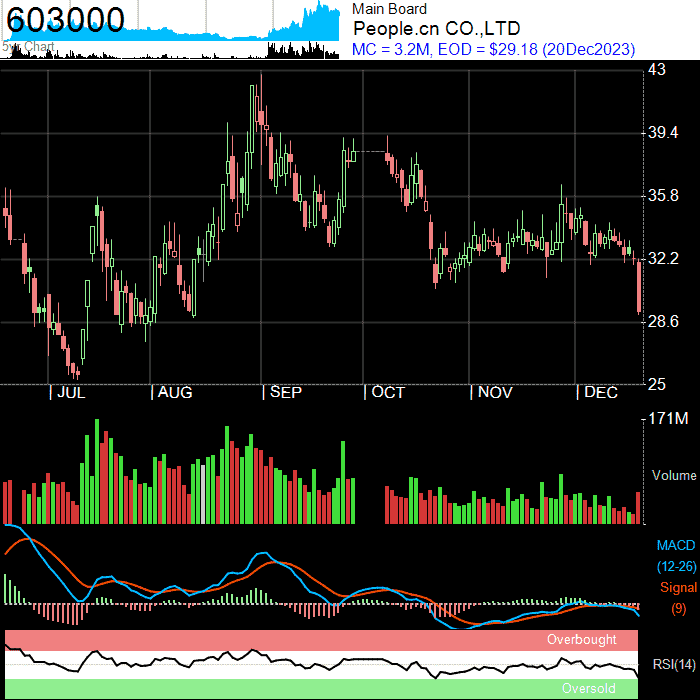 603000
5yr Chart
Main Board
People.cn CO.,LTD
MC = 3.2M, EOD = $29.18 (20Dec2023)
43
39.4
35.8
32.2
28.6
25
JUL AUG SEP OCT NOV DEC
171M
Volume
MACD
(12-26)
Signal
(9)
Overbought
RSI(14)
Oversold